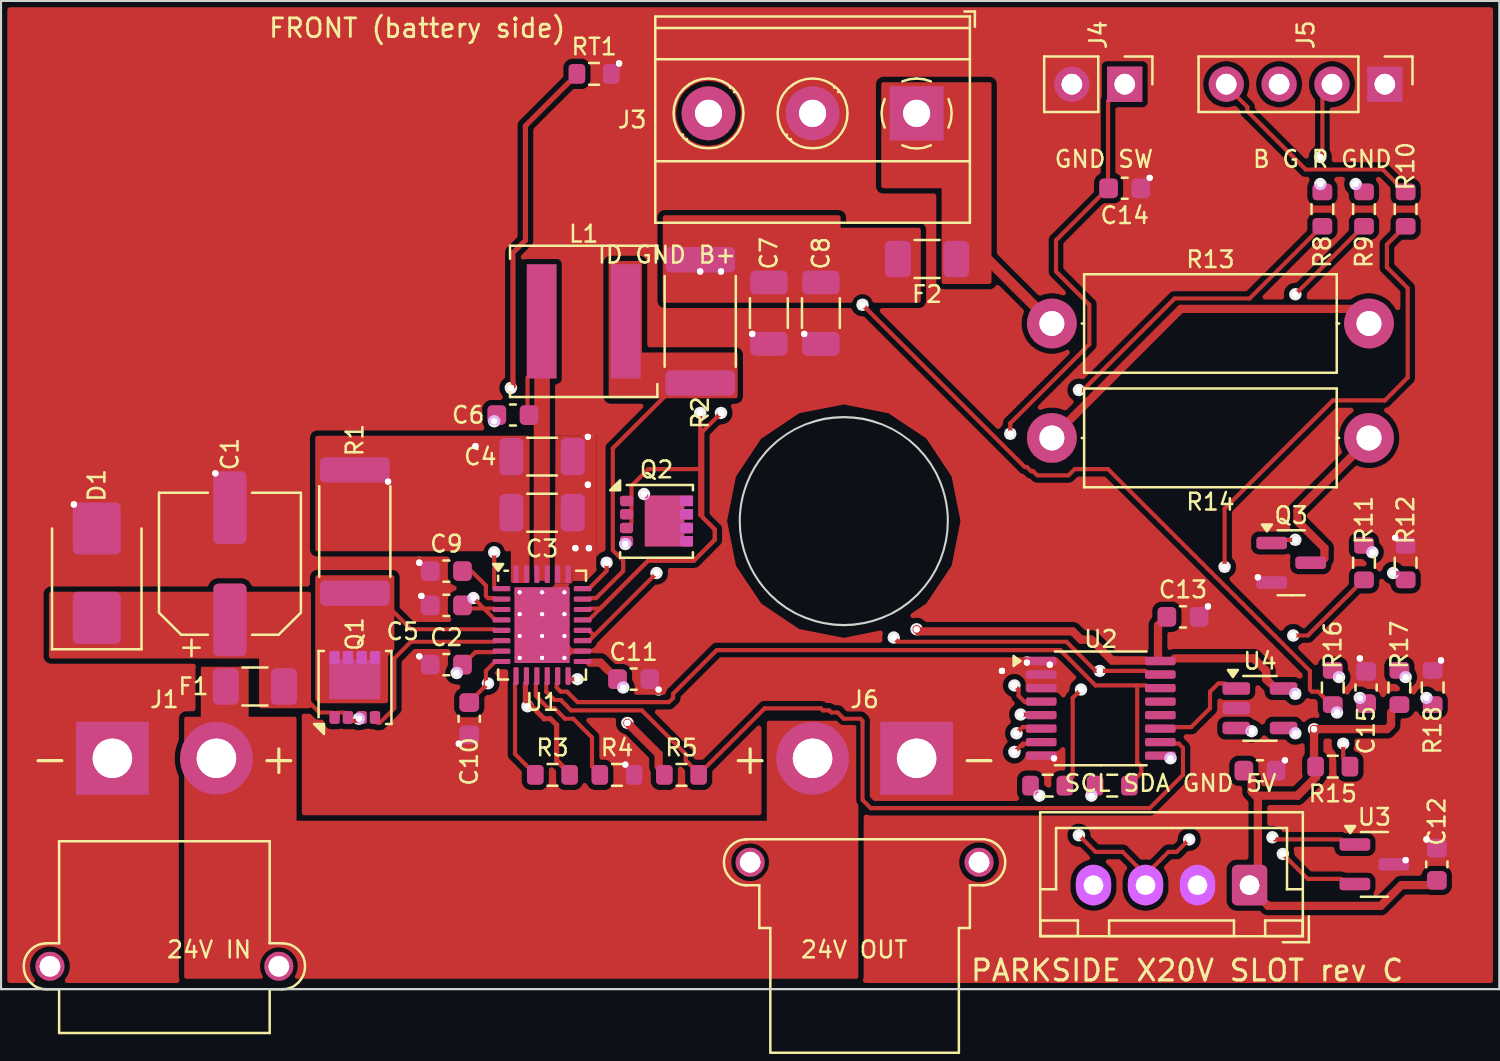 FRONT (battery side)
RT1
J4
J5
J3
GND SW
B G R GND
R10
C14
L1
ID GND B+
C7
C8
F2
R13
R8
R9
C6
R2
R14
C1
R1
C4
D1
Q2
Q3
R11
R12
C9
C3
C13
C5
C2
Q1
C11
U2
R16
R17
U4
F1
J1
U1
J6
C15
R18
R3
R4
R5
C10
SCL SDA GND 5V
R15
U3
C12
24V IN
24V OUT
PARKSIDE X20V SLOT rev C